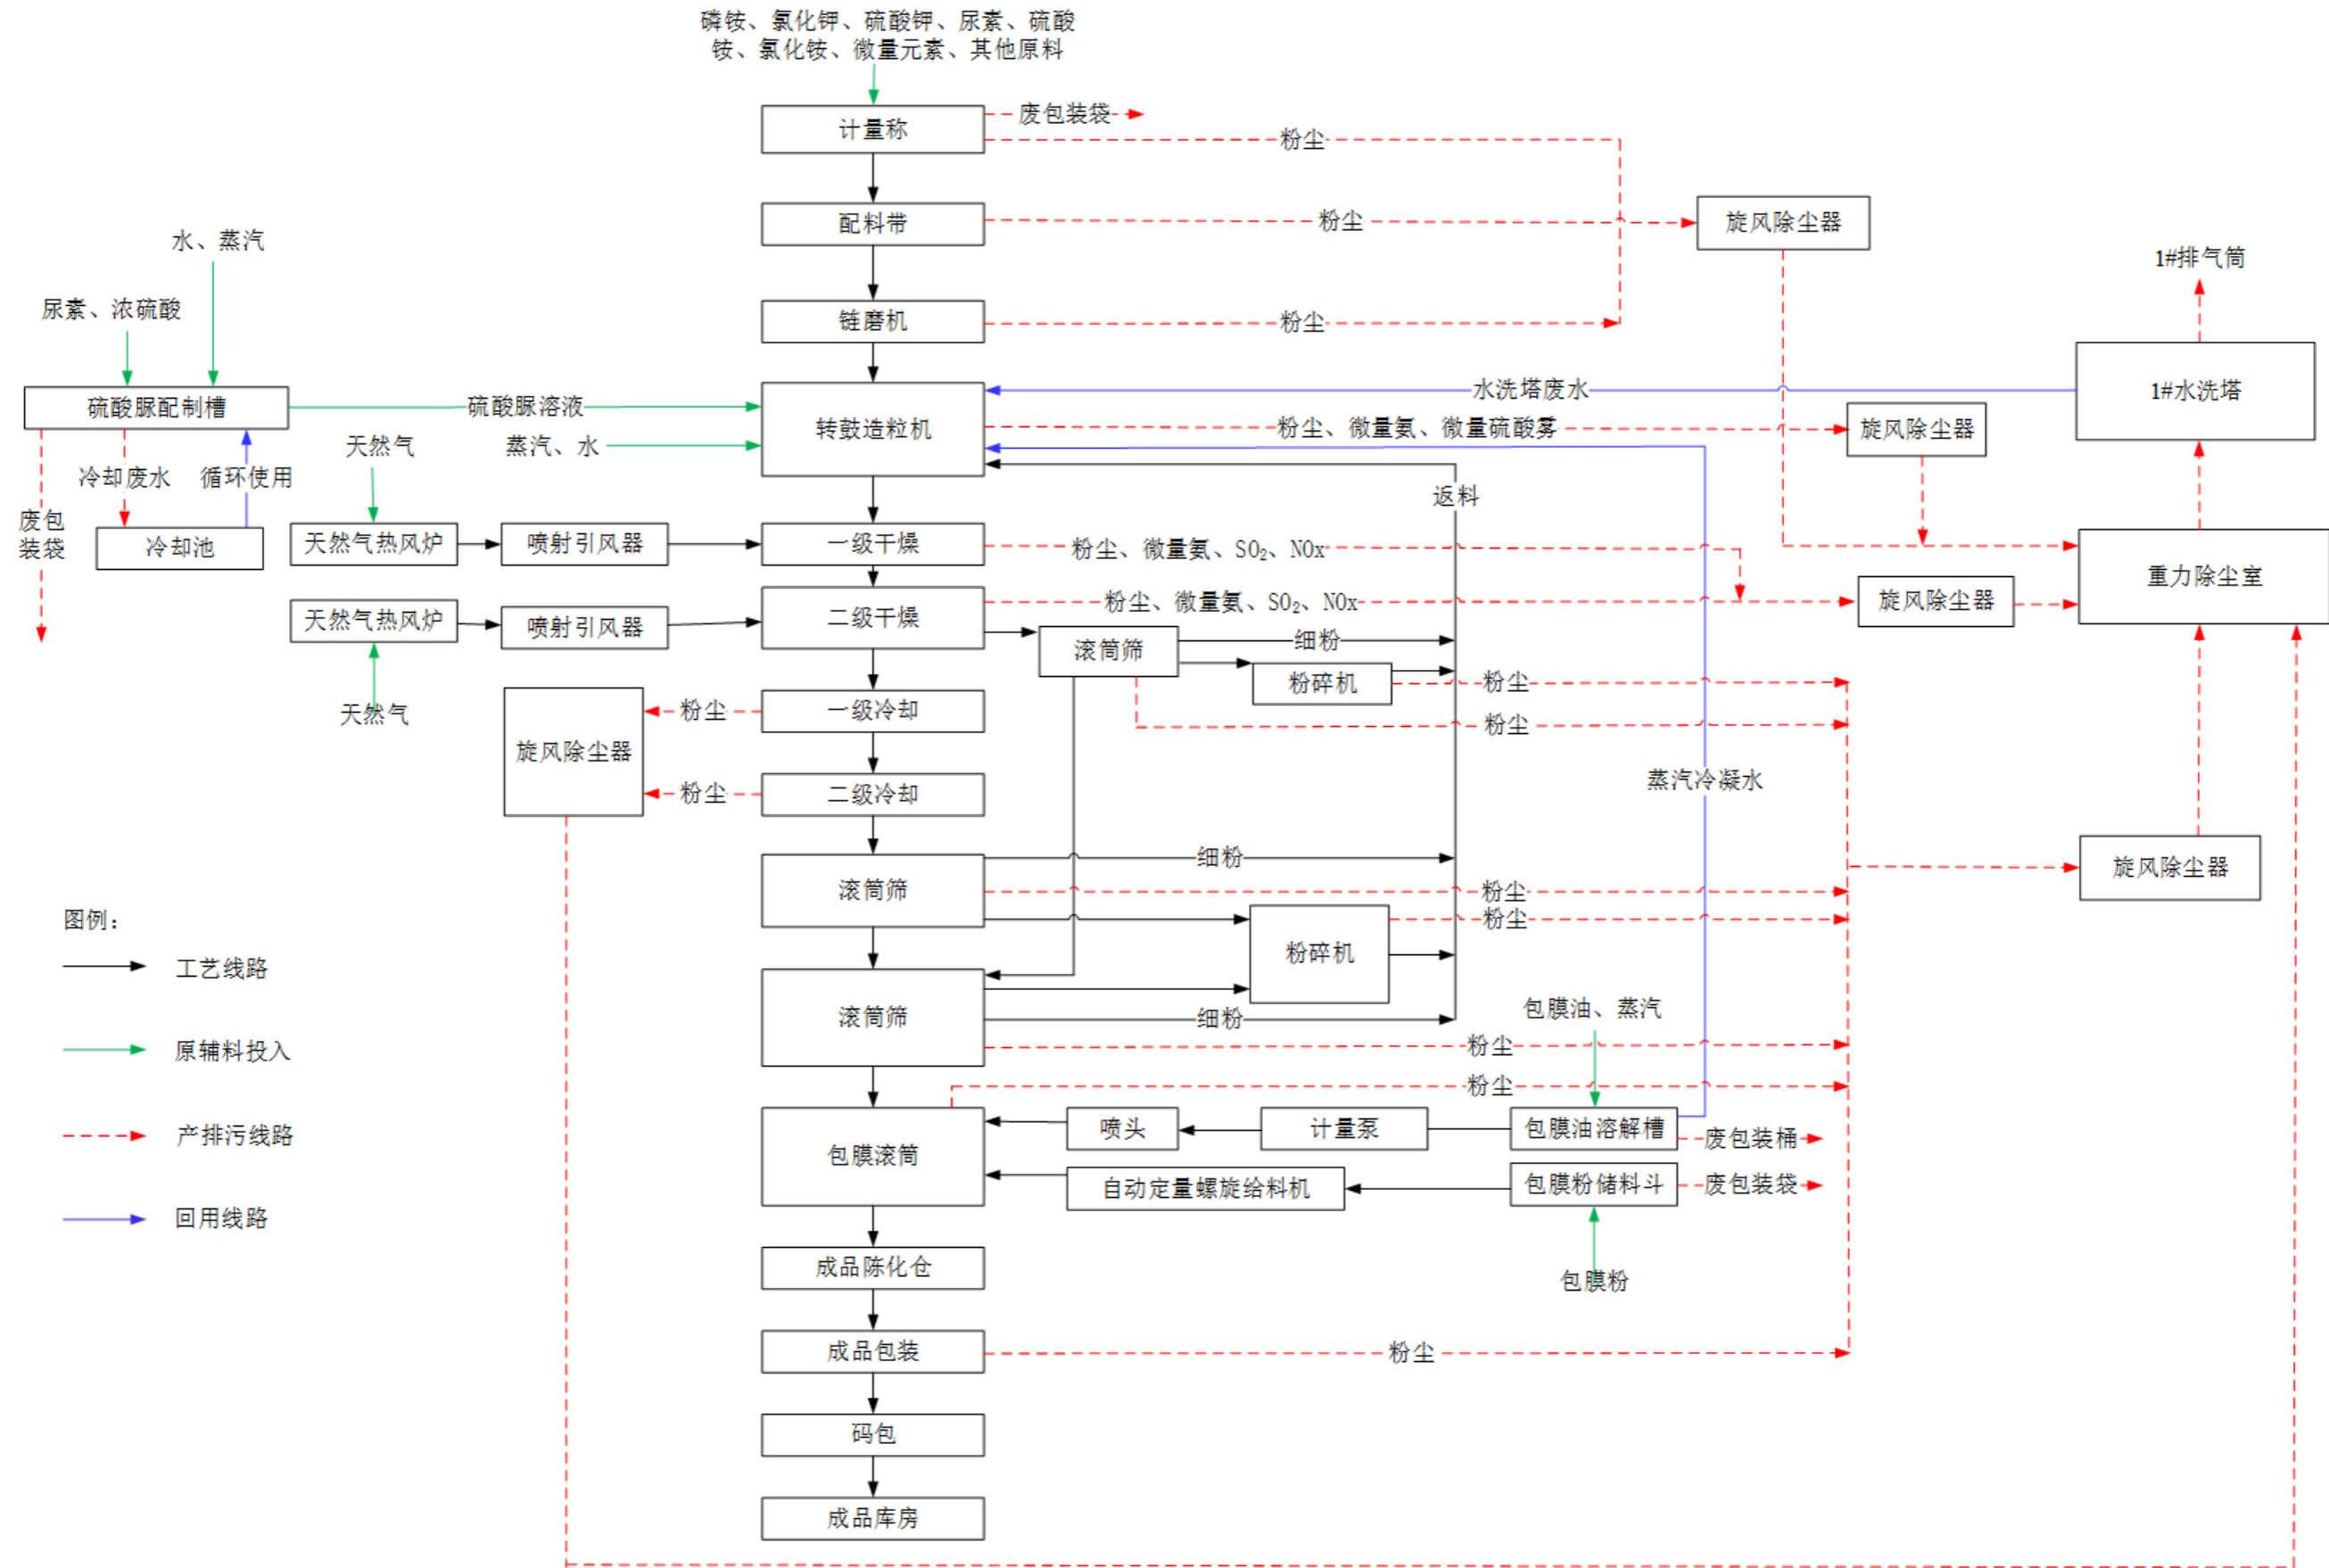 磷铵、氯化钾、硫酸钾、尿素、硫酸
铵、氯化铵、微量元素、其他原料
计量称
废包装袋
粉尘
配料带
粉尘
旋风除尘器
水、蒸汽
1#排气筒
尿素、浓硫酸
链磨机
粉尘
硫酸脲配制槽
硫酸脲溶液
转鼓造粒机
水洗塔废水
1#水洗塔
粉尘、微量氨、微量硫酸雾
旋风除尘器
天然气
蒸汽、水
冷却废水
循环使用
返料
废包
装袋
冷却池
天然气热风炉
喷射引风器
一级干燥
粉尘、微量氨、SO₂、NOx
重力除尘室
天然气热风炉
喷射引风器
二级干燥
粉尘、微量氨、SO₂、NOx
旋风除尘器
滚筒筛
细粉
粉碎机
粉尘
天然气
粉尘
一级冷却
粉尘
旋风除尘器
粉尘
二级冷却
蒸汽冷凝水
细粉
滚筒筛
粉尘
旋风除尘器
粉尘
粉碎机
图例：
工艺线路
原辅料投入
产排污线路
回用线路
滚筒筛
细粉
包膜油、蒸汽
粉尘
粉尘
包膜滚筒
喷头
计量泵
包膜油溶解槽
废包装桶
自动定量螺旋给料机
包膜粉储料斗
废包装袋
成品陈化仓
包膜粉
成品包装
粉尘
码包
成品库房